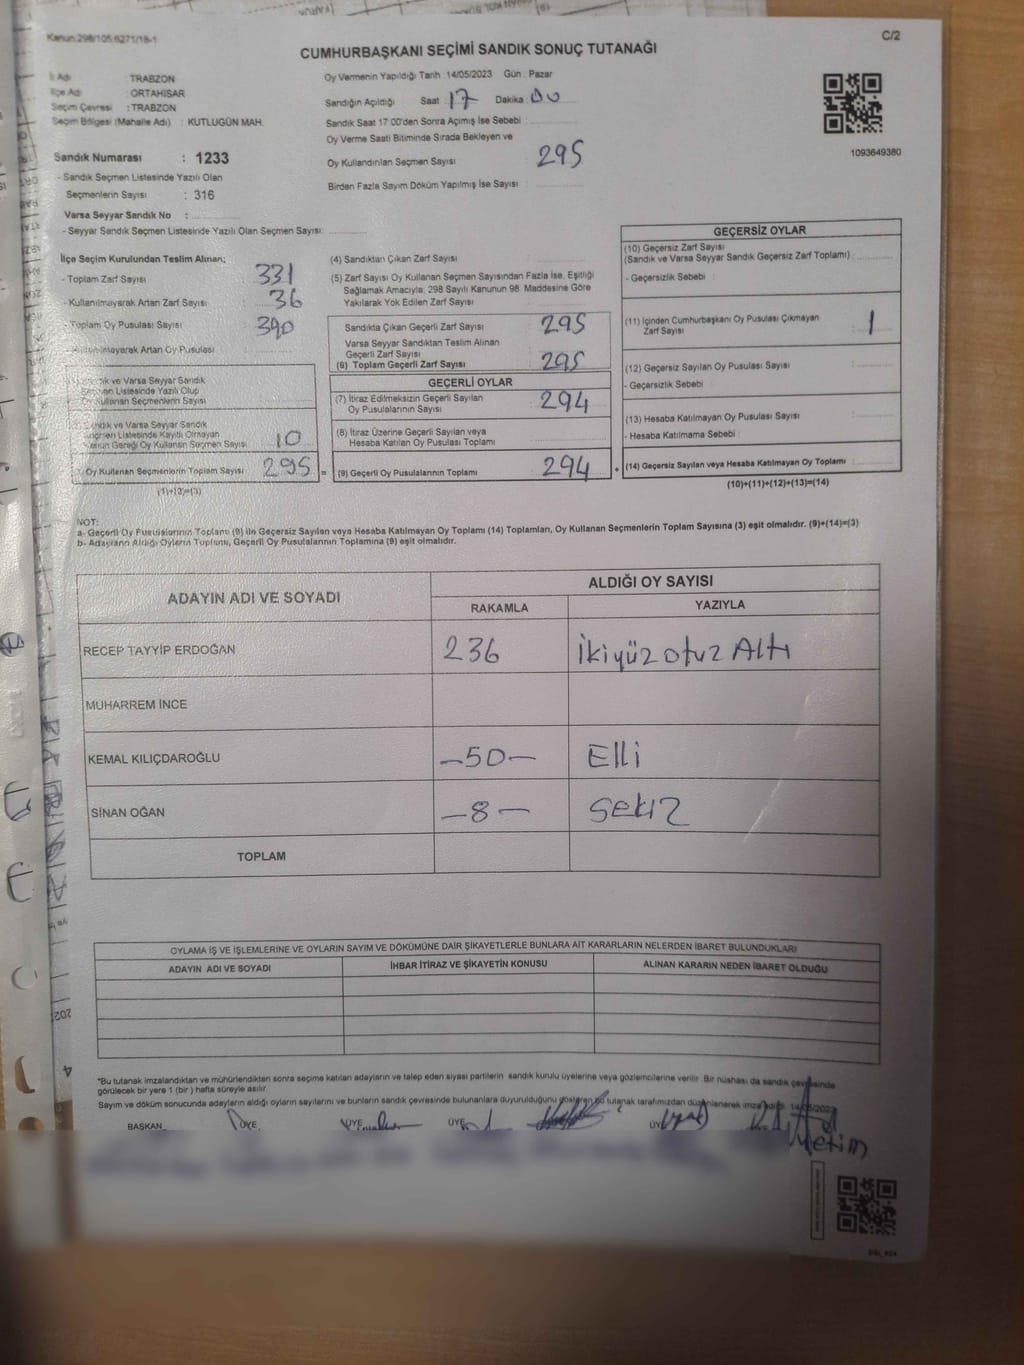 Kanun:298/105,6271/18-1
C/2
CUMHURBAŞKANI SEÇİMİ SANDIK SONUÇ TUTANAĞI
İl Adı : TRABZON
İlçe Adı : ORTAHİSAR
Seçim Çevresi : TRABZON
Seçim Bölgesi (Mahalle Adı) : KUTLUGÜN MAH.
Sandık Numarası : 1233
- Sandık Seçmen Listesinde Yazılı Olan
Seçmenlerin Sayısı : 316
Varsa Seyyar Sandık No :
- Seyyar Sandık Seçmen Listesinde Yazılı Olan Seçmen Sayısı:
Oy Vermenin Yapıldığı Tarih :14/05/2023 Gün : Pazar
Sandığın Açıldığı Saat 17 Dakika 00
Sandık Saat 17:00'den Sonra Açımış İse Sebebi :
Oy Verme Saati Bitiminde Sırada Bekleyen ve
Oy Kullandırılan Seçmen Sayısı 295
Birden Fazla Sayım Döküm Yapılmış İse Sayısı :
1093649380
İlçe Seçim Kurulundan Teslim Alınan;
- Toplam Zarf Sayısı 331
- Kullanılmayarak Artan Zarf Sayısı 36
- Toplam Oy Pusulası Sayısı 390
Artan Oy Pusulası
ve Varsa Seyyar Sandık
Listesinde Yazılı Olup
Oy Kullanan Seçmenlerin Sayısı
ve Varsa Seyyar Sandık
Listesinde Kayıtlı Olmayan
Kanun Gereği Oy Kullanan Seçmen Sayısı 10
Oy Kullanan Seçmenlerin Toplam Sayısı 295 =
(1)+(2)=(3)
(4) Sandıktan Çıkan Zarf Sayısı
(5) Zarf Sayısı Oy Kullanan Seçmen Sayısından Fazla İse, Eşitliği
Sağlamak Amacıyla, 298 Sayılı Kanunun 98. Maddesine Göre
Yakılarak Yok Edilen Zarf Sayısı
Sandıkta Çıkan Geçerli Zarf Sayısı 295
Varsa Seyyar Sandıktan Teslim Alınan
Geçerli Zarf Sayısı
(6) Toplam Geçerli Zarf Sayısı 295
GEÇERLİ OYLAR
(7) İtiraz Edilmeksizin Geçerli Sayılan
Oy Pusulalarının Sayısı 294
(8) İtiraz Üzerine Geçerli Sayılan veya
Hesaba Katılan Oy Pusulası Toplamı
(9) Geçerli Oy Pusulalarının Toplamı 294 +
GEÇERSİZ OYLAR
(10) Geçersiz Zarf Sayısı
(Sandık ve Varsa Seyyar Sandık Geçersiz Zarf Toplamı)
- Geçersizlik Sebebi :
(11) İçinden Cumhurbaşkanı Oy Pusulası Çıkmayan
Zarf Sayısı 1
(12) Geçersiz Sayılan Oy Pusulası Sayısı
- Geçersizlik Sebebi :
(13) Hesaba Katılmayan Oy Pusulası Sayısı
- Hesaba Katılmama Sebebi :
(14) Geçersiz Sayılan veya Hesaba Katılmayan Oy Toplamı
(10)+(11)+(12)+(13)=(14)
NOT:
a- Geçerli Oy Pusulalarının Toplamı (9) ile Geçersiz Sayılan veya Hesaba Katılmayan Oy Toplamı (14) Toplamları, Oy Kullanan Seçmenlerin Toplam Sayısına (3) eşit olmalıdır. (9)+(14)=(3)
b- Adayların Aldığı Oyların Toplamı, Geçerli Oy Pusulalarının Toplamına (9) eşit olmalıdır.
ADAYIN ADI VE SOYADI ALDIĞI OY SAYISI
RAKAMLA YAZIYLA
RECEP TAYYİP ERDOĞAN 236 İkiyüz otuz Altı
MUHARREM İNCE
KEMAL KILIÇDAROĞLU -50- Elli
SİNAN OĞAN -8- Sekiz
TOPLAM
OYLAMA İŞ VE İŞLEMLERİNE VE OYLARIN SAYIM VE DÖKÜMÜNE DAİR ŞİKAYETLERLE BUNLARA AİT KARARLARIN NELERDEN İBARET BULUNDUKLARI
ADAYIN ADI VE SOYADI İHBAR İTİRAZ VE ŞİKAYETİN KONUSU ALINAN KARARIN NEDEN İBARET OLDUĞU
*Bu tutanak imzalandıktan ve mühürlendikten sonra seçime katılan adayların ve talep eden siyasi partilerin sandık kurulu üyelerine veya gözlemcilerine verilir. Bir nüshası da sandık çevresinde
görülecek bir yere 1 (bir) hafta süreyle asılır.
Sayım ve döküm sonucunda adayların aldığı oyların sayılarını ve bunların sandık çevresinde bulunanlara duyurulduğunu gösteren bu tutanak tarafımızdan düzenlenerek imzalandı. 14/05/2023
BAŞKAN ÜYE ÜYE ÜYE ÜYE